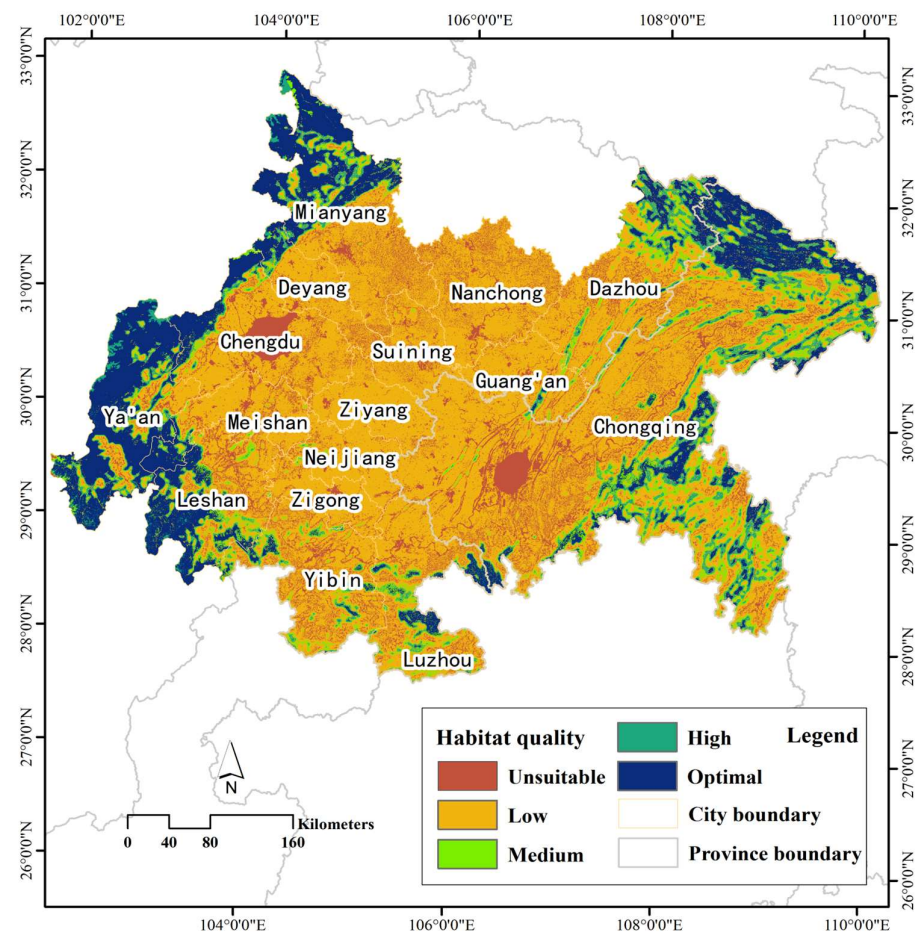 102°0'0"E 104°0'0"E 106°0'0"E 108°0'0"E 110°0'0"E
33°0'0"N
33°0'0"N
32°0'0"N
32°0'0"N
Mianyang
31°0'0"N
Deyang
Nanchong
Dazhou
31°0'0"N
Chengdu
Suining
Guang'an
30°0'0"N
Ya'an
Meishan
Ziyang
Chongqing
30°0'0"N
Neijiang
29°0'0"N
Leshan
Zigong
29°0'0"N
Yibin
28°0'0"N
Luzhou
28°0'0"N
27°0'0"N
27°0'0"N
26°0'0"N
26°0'0"N
N
Kilometers
0 40 80 160
Legend
Habitat quality
Unsuitable
Low
Medium
High
Optimal
City boundary
Province boundary
104°0'0"E 106°0'0"E 108°0'0"E 110°0'0"E